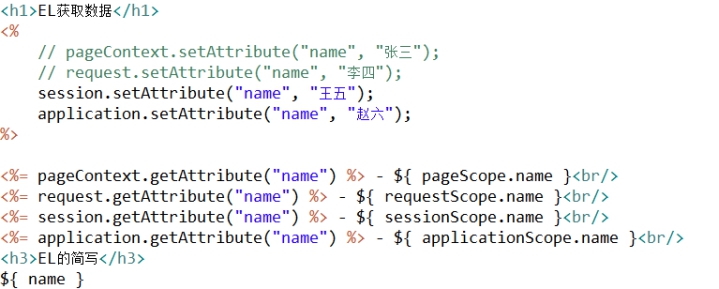 <h1>EL获取数据</h1>
<%
// pageContext.setAttribute("name", "张三");
// request.setAttribute("name", "李四");
session.setAttribute("name", "王五");
application.setAttribute("name", "赵六");
%>
<%= pageContext.getAttribute("name") %> - ${ pageScope.name }<br/>
<%= request.getAttribute("name") %> - ${ requestScope.name }<br/>
<%= session.getAttribute("name") %> - ${ sessionScope.name }<br/>
<%= application.getAttribute("name") %> - ${ applicationScope.name }<br/>
<h3>EL的简写</h3>
${ name }